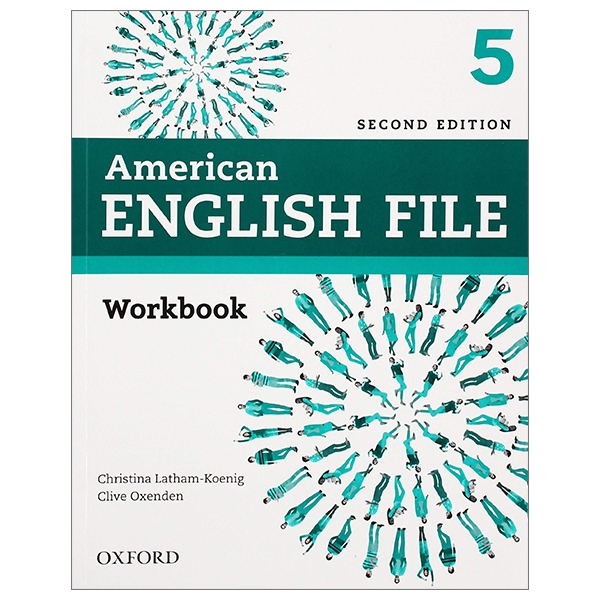 5
SECOND EDITION
American
ENGLISH FILE
Workbook
Christina Latham-Koenig
Clive Oxenden
OXFORD